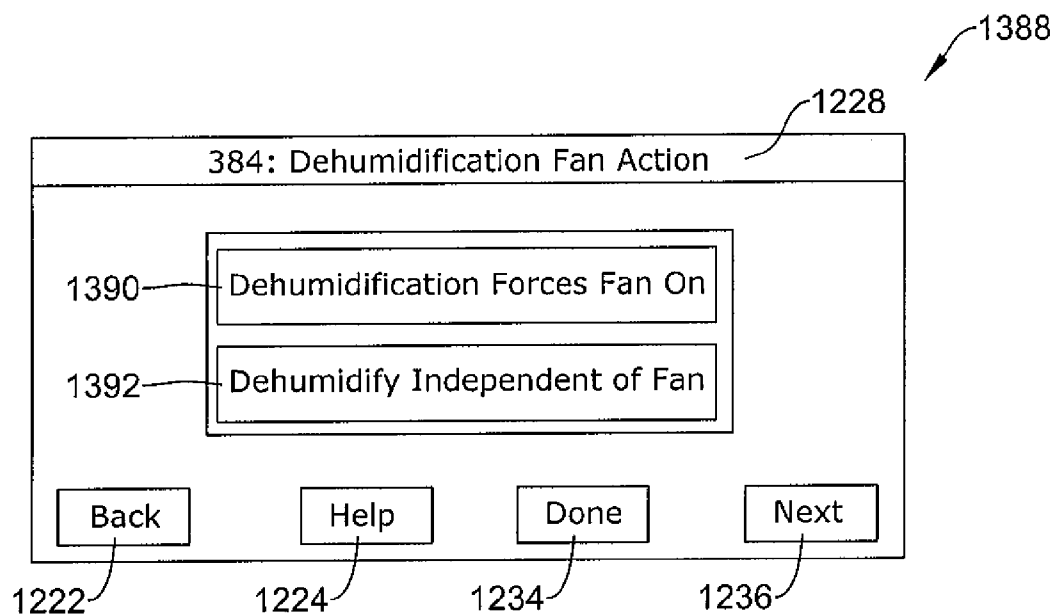 1388
1228
384: Dehumidification Fan Action
1390 Dehumidification Forces Fan On
1392 Dehumidify Independent of Fan
Back Help Done Next
1222 1224 1234 1236